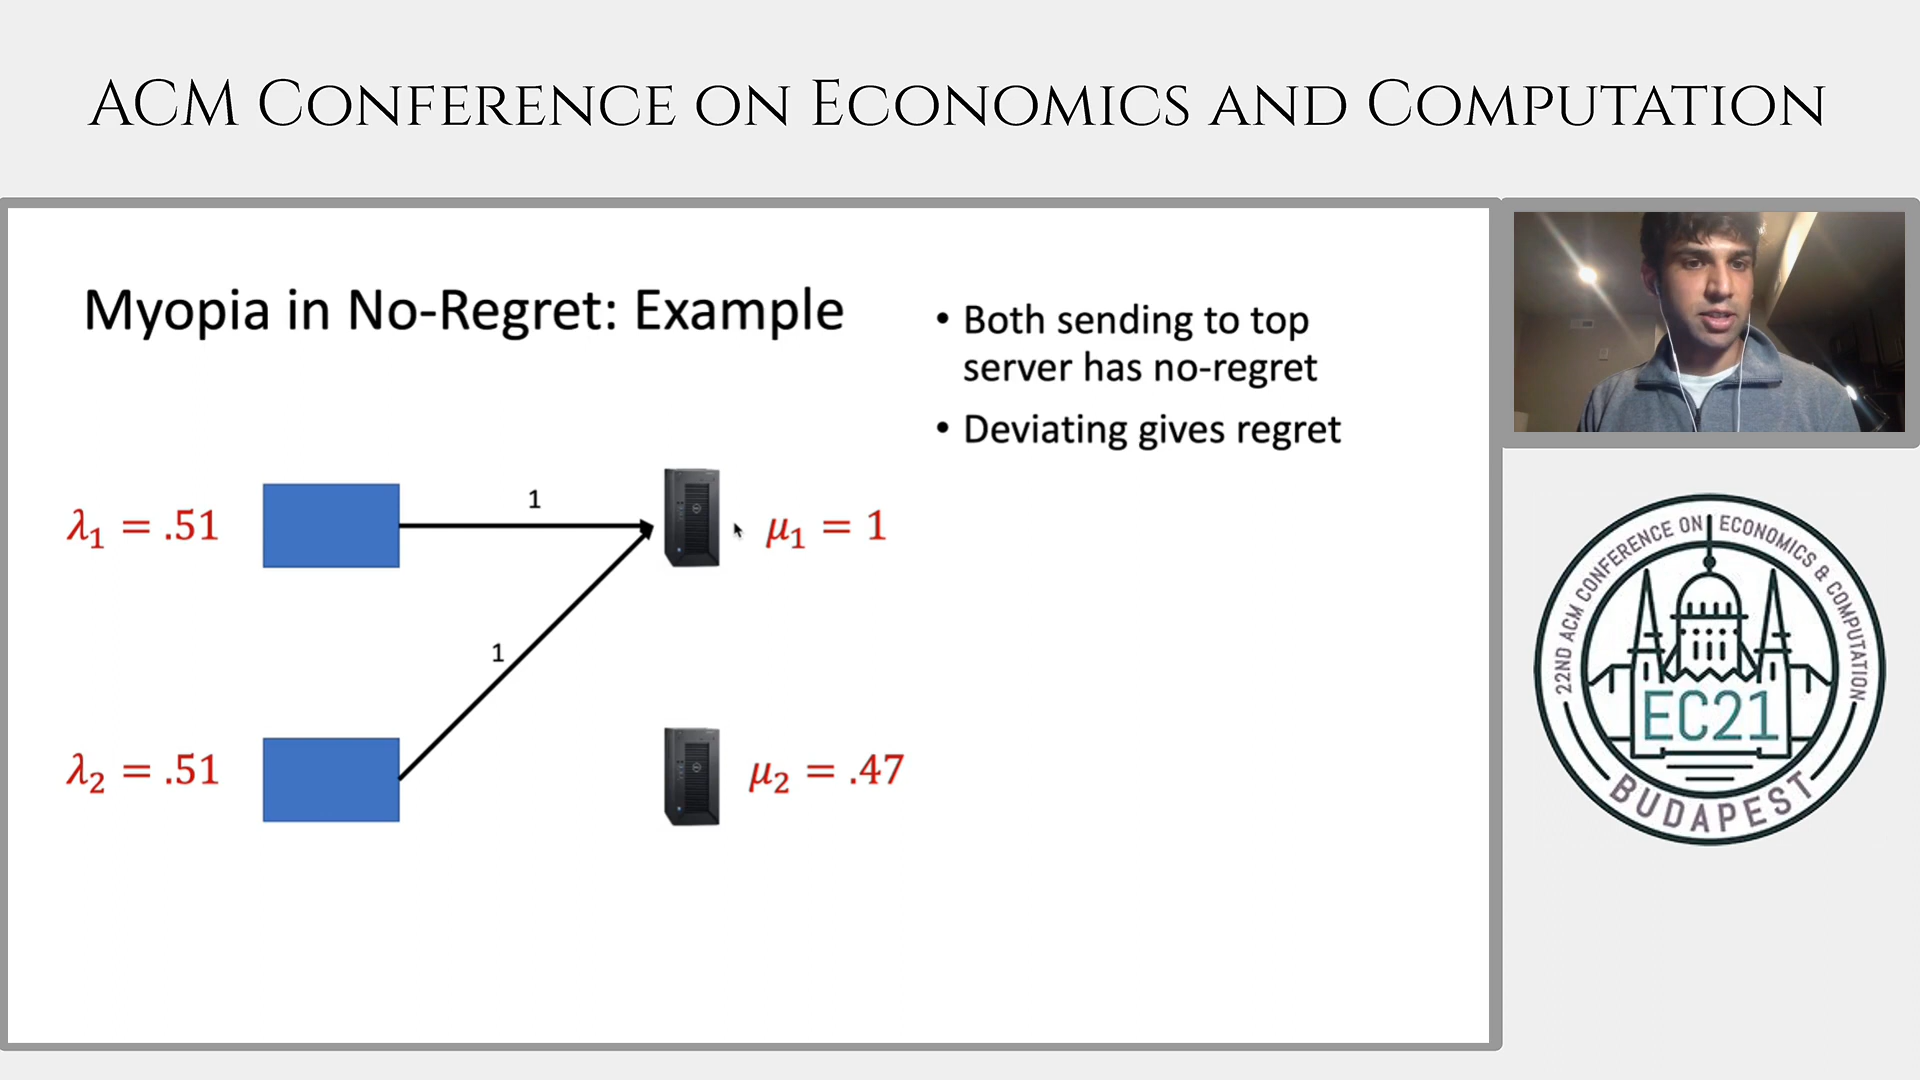 ACM CONFERENCE ON ECONOMICS AND COMPUTATION
Myopia in No-Regret: Example
• Both sending to top
server has no-regret
• Deviating gives regret
λ₁ = .51
1
μ₁ = 1
1
λ₂ = .51
μ₂ = .47
22ND ACM CONFERENCE ON ECONOMICS & COMPUTATION
EC21
BUDAPEST